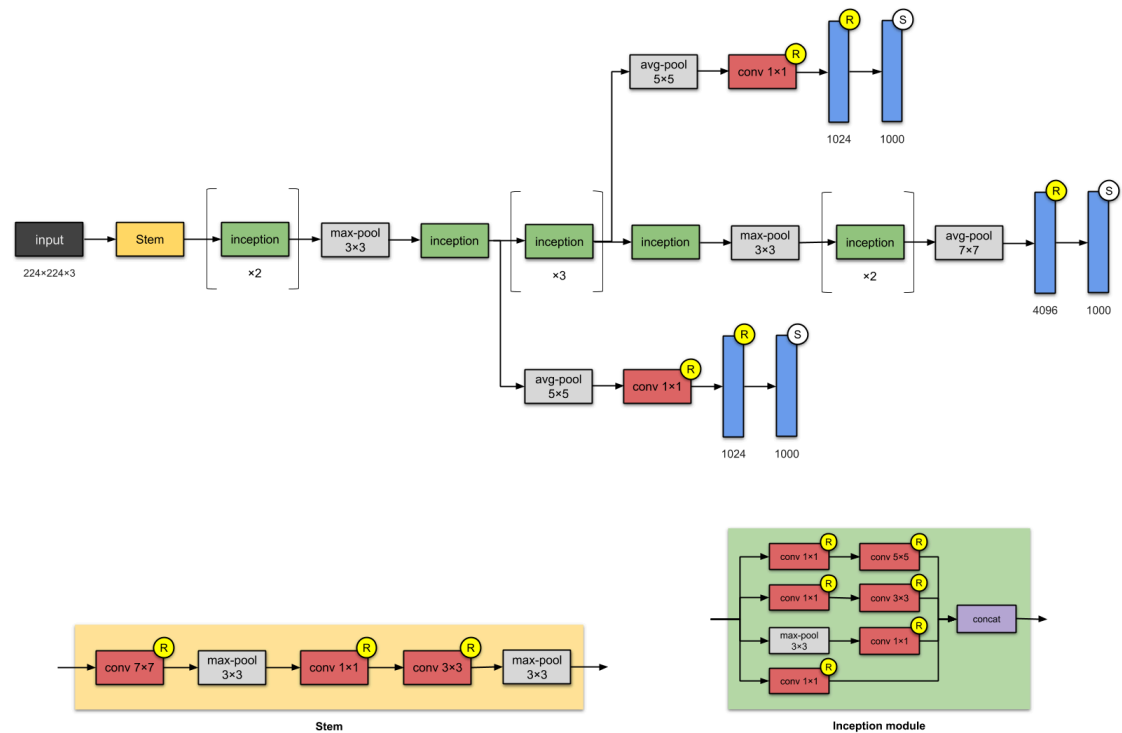 R
S
avg-pool
5×5
conv 1×1
R
1024
1000
R
S
input
Stem
inception
max-pool
3×3
inception
inception
inception
max-pool
3×3
inception
avg-pool
7×7
224×224×3
×2
×3
×2
4096
1000
R
S
avg-pool
5×5
conv 1×1
R
1024
1000
conv 7×7
R
max-pool
3×3
conv 1×1
R
conv 3×3
R
max-pool
3×3
Stem
conv 1×1
R
conv 5×5
R
conv 1×1
R
conv 3×3
R
max-pool
3×3
conv 1×1
R
conv 1×1
R
concat
Inception module